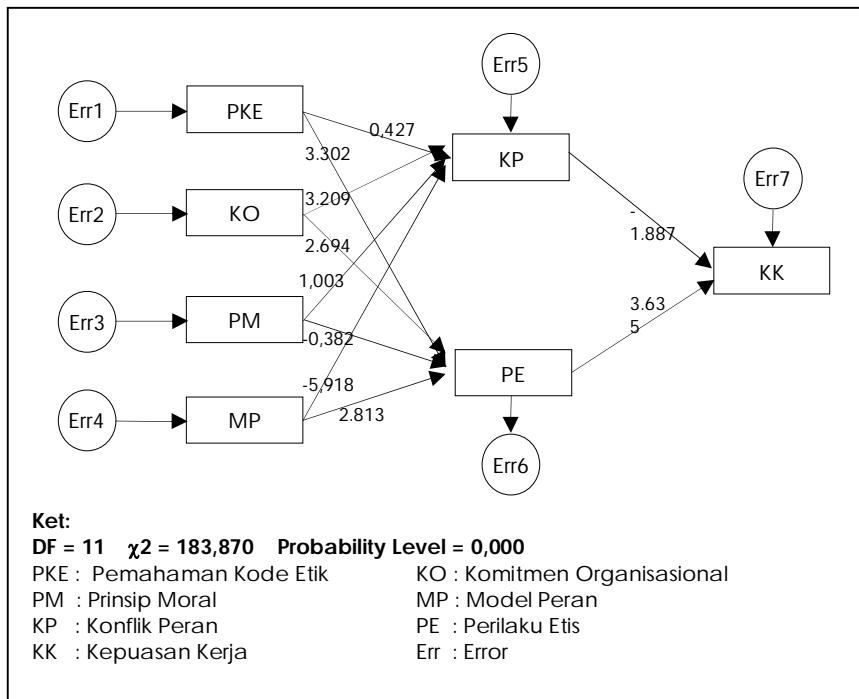 Err5
Err1
PKE
0,427
3.302
KP
Err7
Err2
KO
3.209
2.694
-
1.887
KK
1,003
Err3
PM
-0,382
3.63
5
PE
-5,918
Err4
MP
2.813
Err6
Ket:
DF = 11 χ2 = 183,870 Probability Level = 0,000
PKE : Pemahaman Kode Etik KO : Komitmen Organisasional
PM : Prinsip Moral MP : Model Peran
KP : Konflik Peran PE : Perilaku Etis
KK : Kepuasan Kerja Err : Error